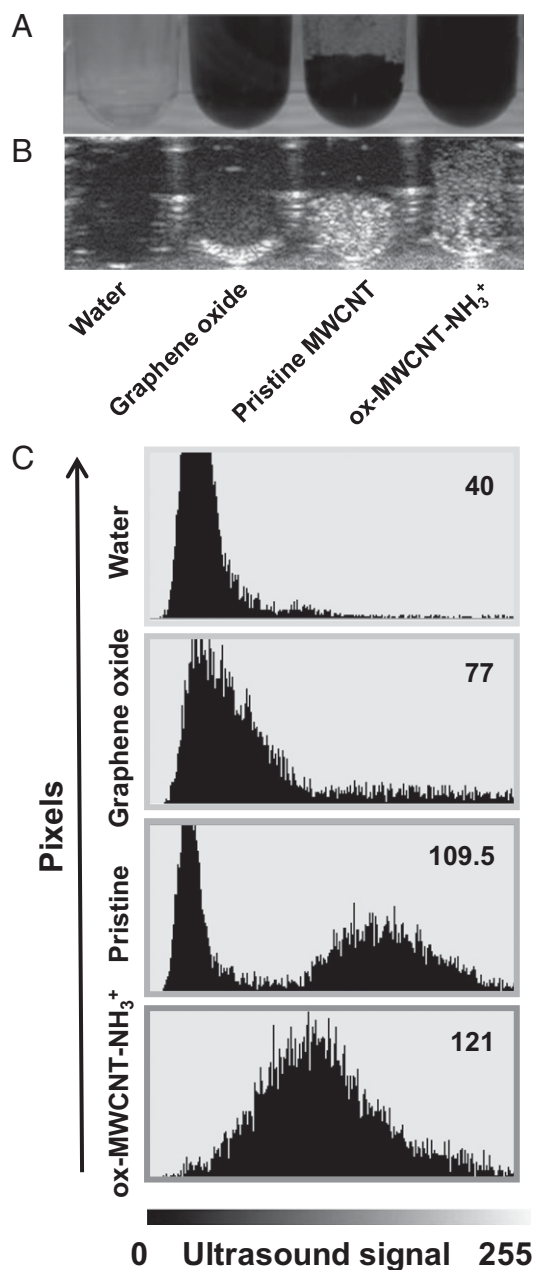 A
B
Water
Graphene oxide
Pristine MWCNT
ox-MWCNT-NH₃⁺
C
Pixels
Water
40
Graphene oxide
77
Pristine
109.5
ox-MWCNT-NH₃⁺
121
0 Ultrasound signal 255